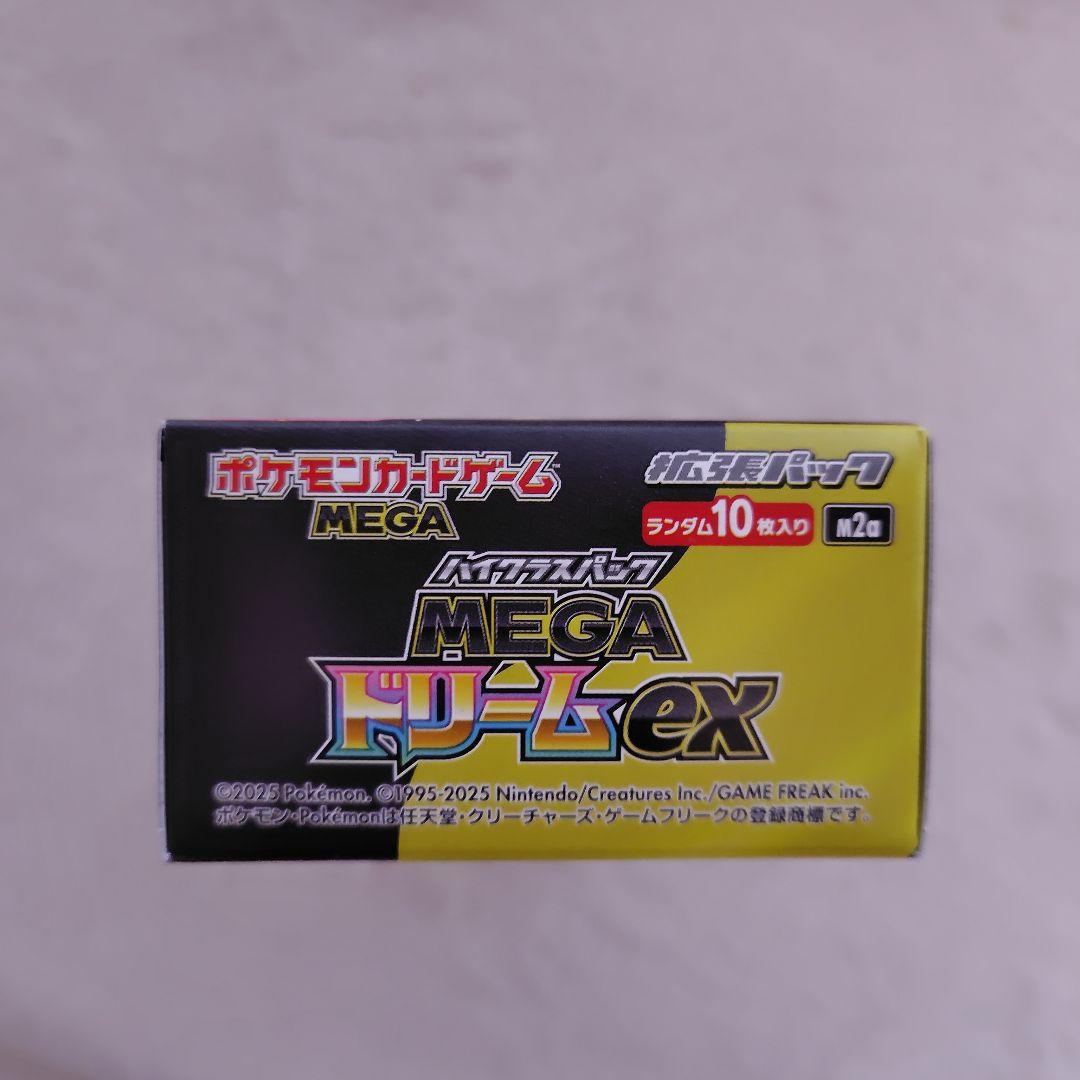 ポケモンカードゲーム™
MEGA
拡張パック
ランダム10枚入り
M2a
ハイクラスパック
MEGA
ドリームex
©2025 Pokémon. ©1995-2025 Nintendo/Creatures Inc./GAME FREAK inc.
ポケモン・Pokémonは任天堂・クリーチャーズ・ゲームフリークの登録商標です。